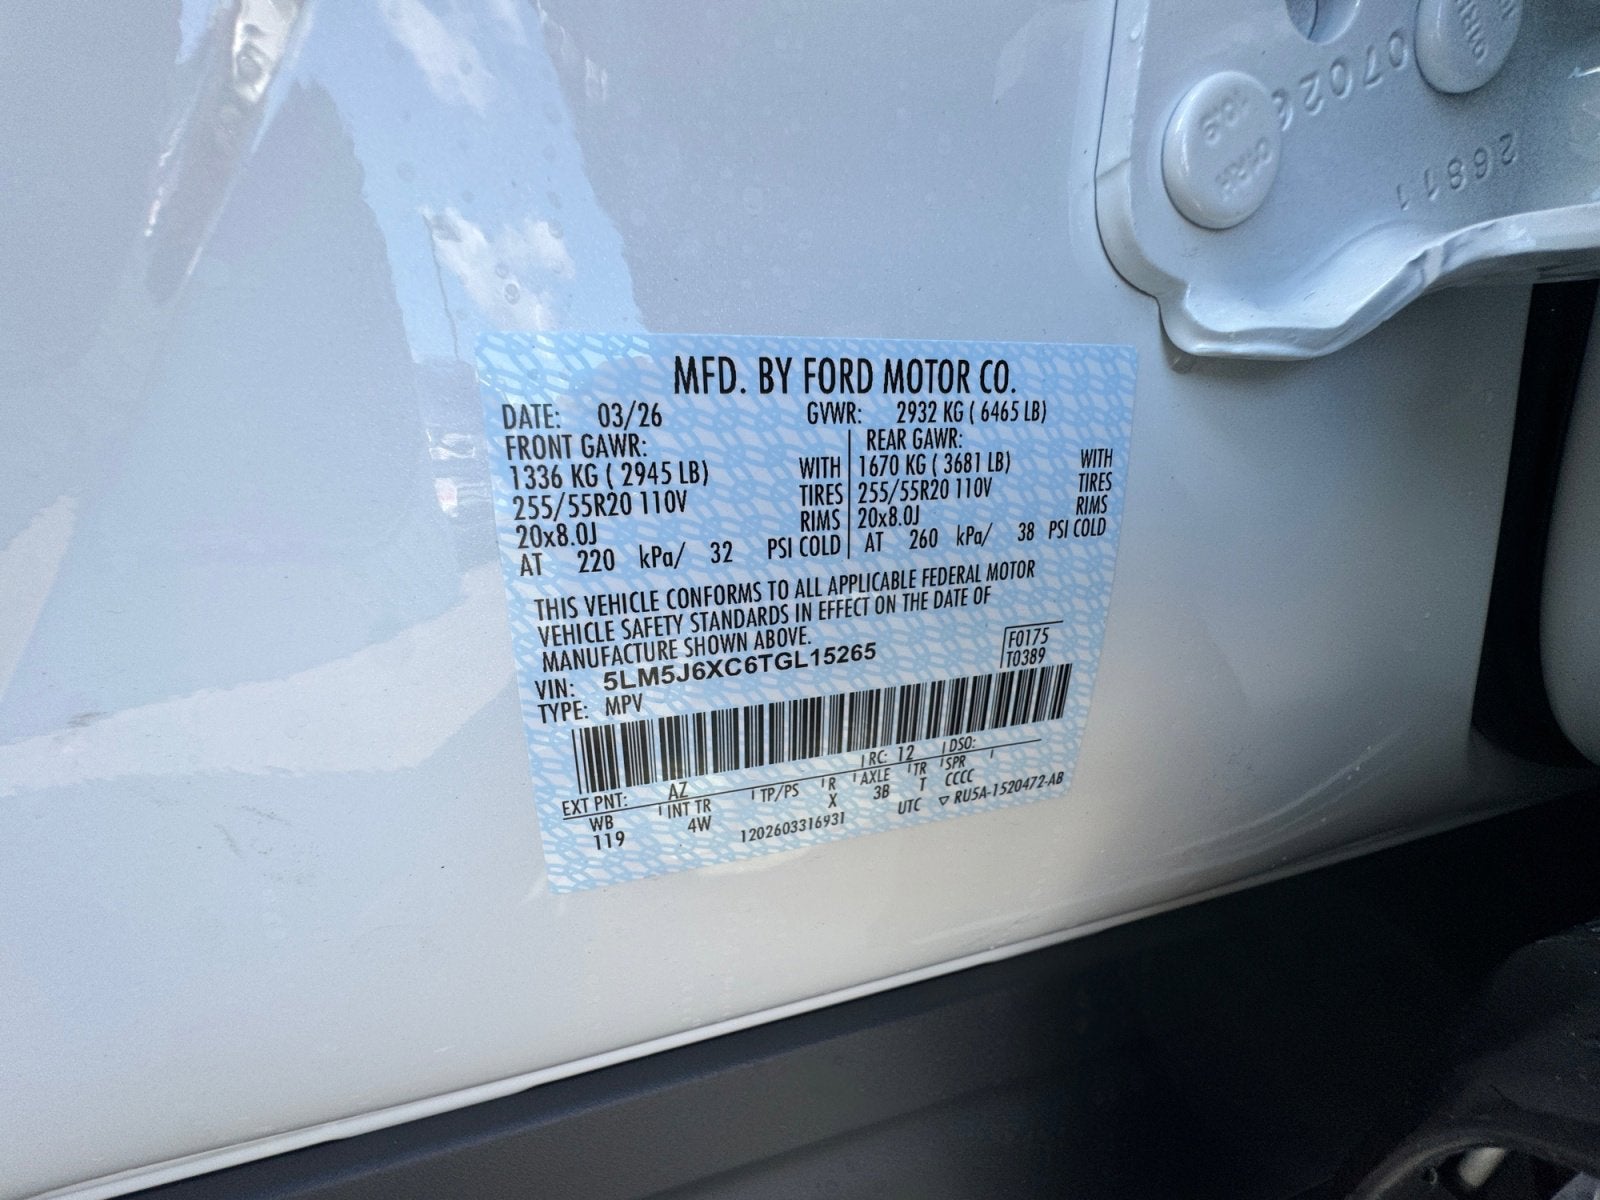 07026
26811
10.9
MFD. BY FORD MOTOR CO.
DATE: 03/26 GVWR: 2932 KG ( 6465 LB)
FRONT GAWR: REAR GAWR:
1336 KG ( 2945 LB) WITH 1670 KG ( 3681 LB) WITH
255/55R20 110V TIRES 255/55R20 110V TIRES
20x8.0J RIMS 20x8.0J RIMS
AT 220 kPa/ 32 PSI COLD AT 260 kPa/ 38 PSI COLD
THIS VEHICLE CONFORMS TO ALL APPLICABLE FEDERAL MOTOR
VEHICLE SAFETY STANDARDS IN EFFECT ON THE DATE OF
MANUFACTURE SHOWN ABOVE.
F0175
VIN: 5LM5J6XC6TGL15265
T0389
TYPE: MPV
EXT PNT: AZ RC: 12 DSO:
WB INT TR TP/PS R AXLE TR SPR
119 4W X 3B T CCCC
1202603316931 UTC ▽ RU5A-1520472-AB